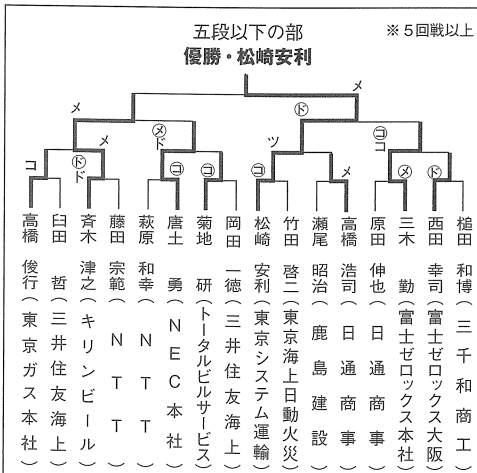 五段以下の部
※５回戦以上
優勝・松崎安利
メ
メ
㋣
メ
㋱
ド
㋙
コ
コ
㋣
ド
メ
㋙
㋙
㋙
ツ
メ
㋱
㋣
高橋 俊行（東京ガス本社）
臼田 哲（三井住友海上）
斉木 津之（キリンビール）
藤田 宗範（ＮＴＴ）
萩原 和幸（ＮＴＴ）
唐土 勇（ＮＥＣ本社）
菊地 研（トータルビルサービス）
岡田 一徳（三井住友海上）
松崎 安利（東京システム運輸）
竹田 啓二（東京海上日動火災）
瀬尾 昭治（鹿島建設）
高橋 浩司（日通商事）
原田 伸也（日通商事）
三木 勤（富士ゼロックス本社）
西田 幸司（富士ゼロックス大阪）
槌田 和博（三千和商工）